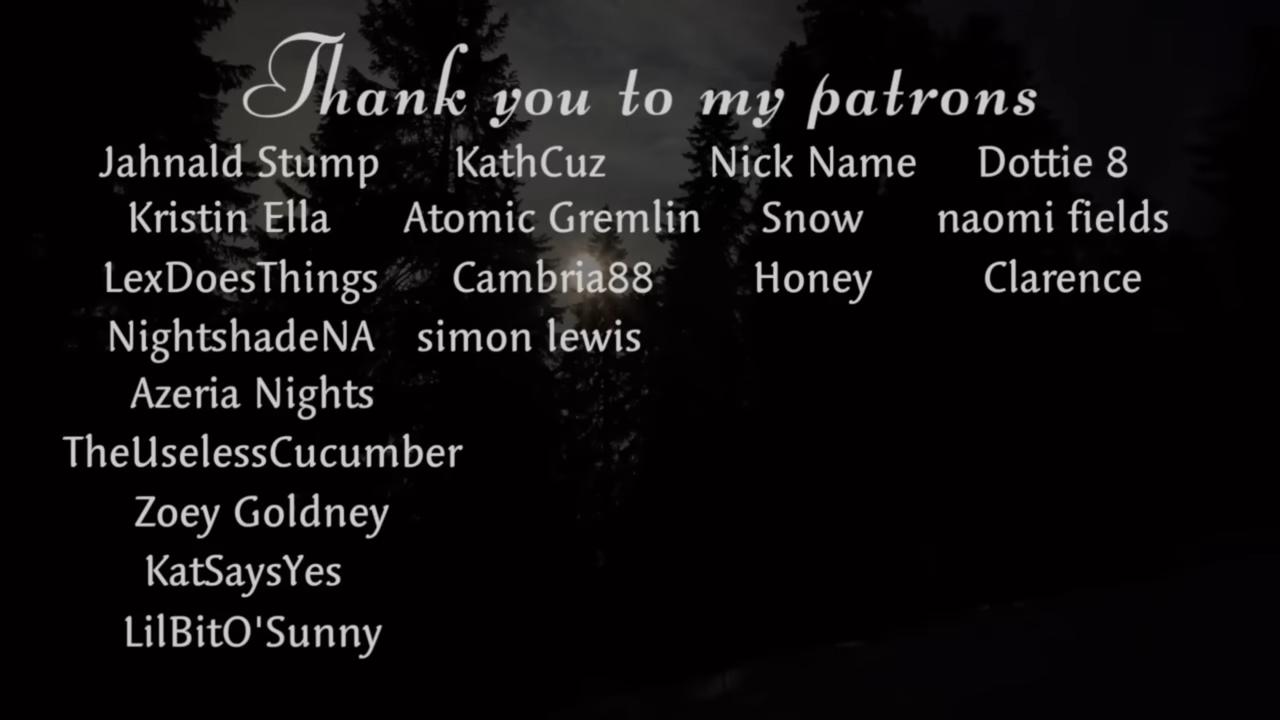 Thank you to my patrons
Jahnald Stump KathCuz Nick Name Dottie 8
Kristin Ella Atomic Gremlin Snow naomi fields
LexDoesThings Cambria88 Honey Clarence
NightshadeNA simon lewis
Azeria Nights
TheUselessCucumber
Zoey Goldney
KatSaysYes
LilBitO'Sunny